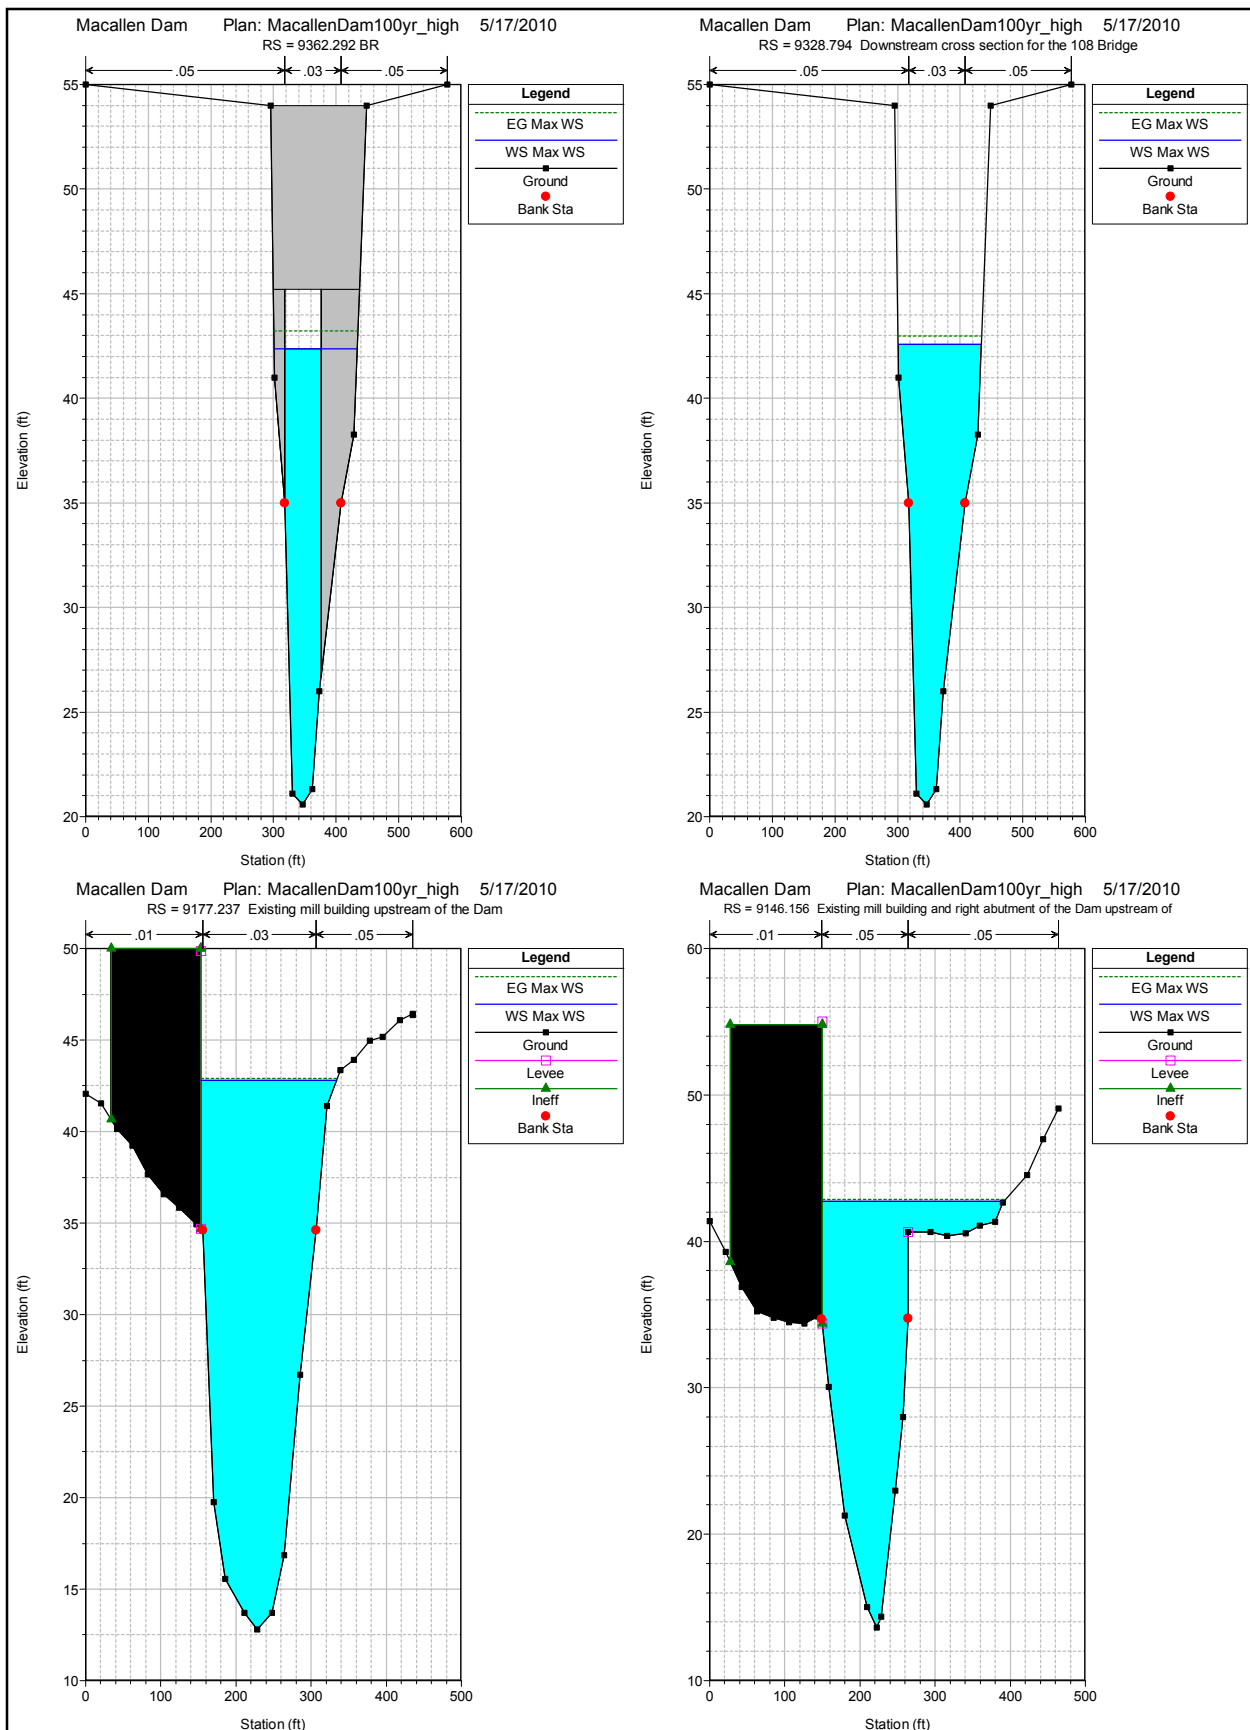 Macallen Dam Plan: MacallenDam100yr_high 5/17/2010
RS = 9362.292 BR
.05 .03 .05
55
50
45
40
35
30
25
20
Elevation (ft)
0 100 200 300 400 500 600
Station (ft)
Legend
EG Max WS
WS Max WS
Ground
Bank Sta
Macallen Dam Plan: MacallenDam100yr_high 5/17/2010
RS = 9328.794 Downstream cross section for the 108 Bridge
.05 .03 .05
55
50
45
40
35
30
25
20
Elevation (ft)
0 100 200 300 400 500 600
Station (ft)
Legend
EG Max WS
WS Max WS
Ground
Bank Sta
Macallen Dam Plan: MacallenDam100yr_high 5/17/2010
RS = 9177.237 Existing mill building upstream of the Dam
.01 .03 .05
50
45
40
35
30
25
20
15
10
Elevation (ft)
0 100 200 300 400 500
Station (ft)
Legend
EG Max WS
WS Max WS
Ground
Levee
Ineff
Bank Sta
Macallen Dam Plan: MacallenDam100yr_high 5/17/2010
RS = 9146.156 Existing mill building and right abutment of the Dam upstream of
.01 .05 .05
60
50
40
30
20
10
Elevation (ft)
0 100 200 300 400 500
Station (ft)
Legend
EG Max WS
WS Max WS
Ground
Levee
Ineff
Bank Sta